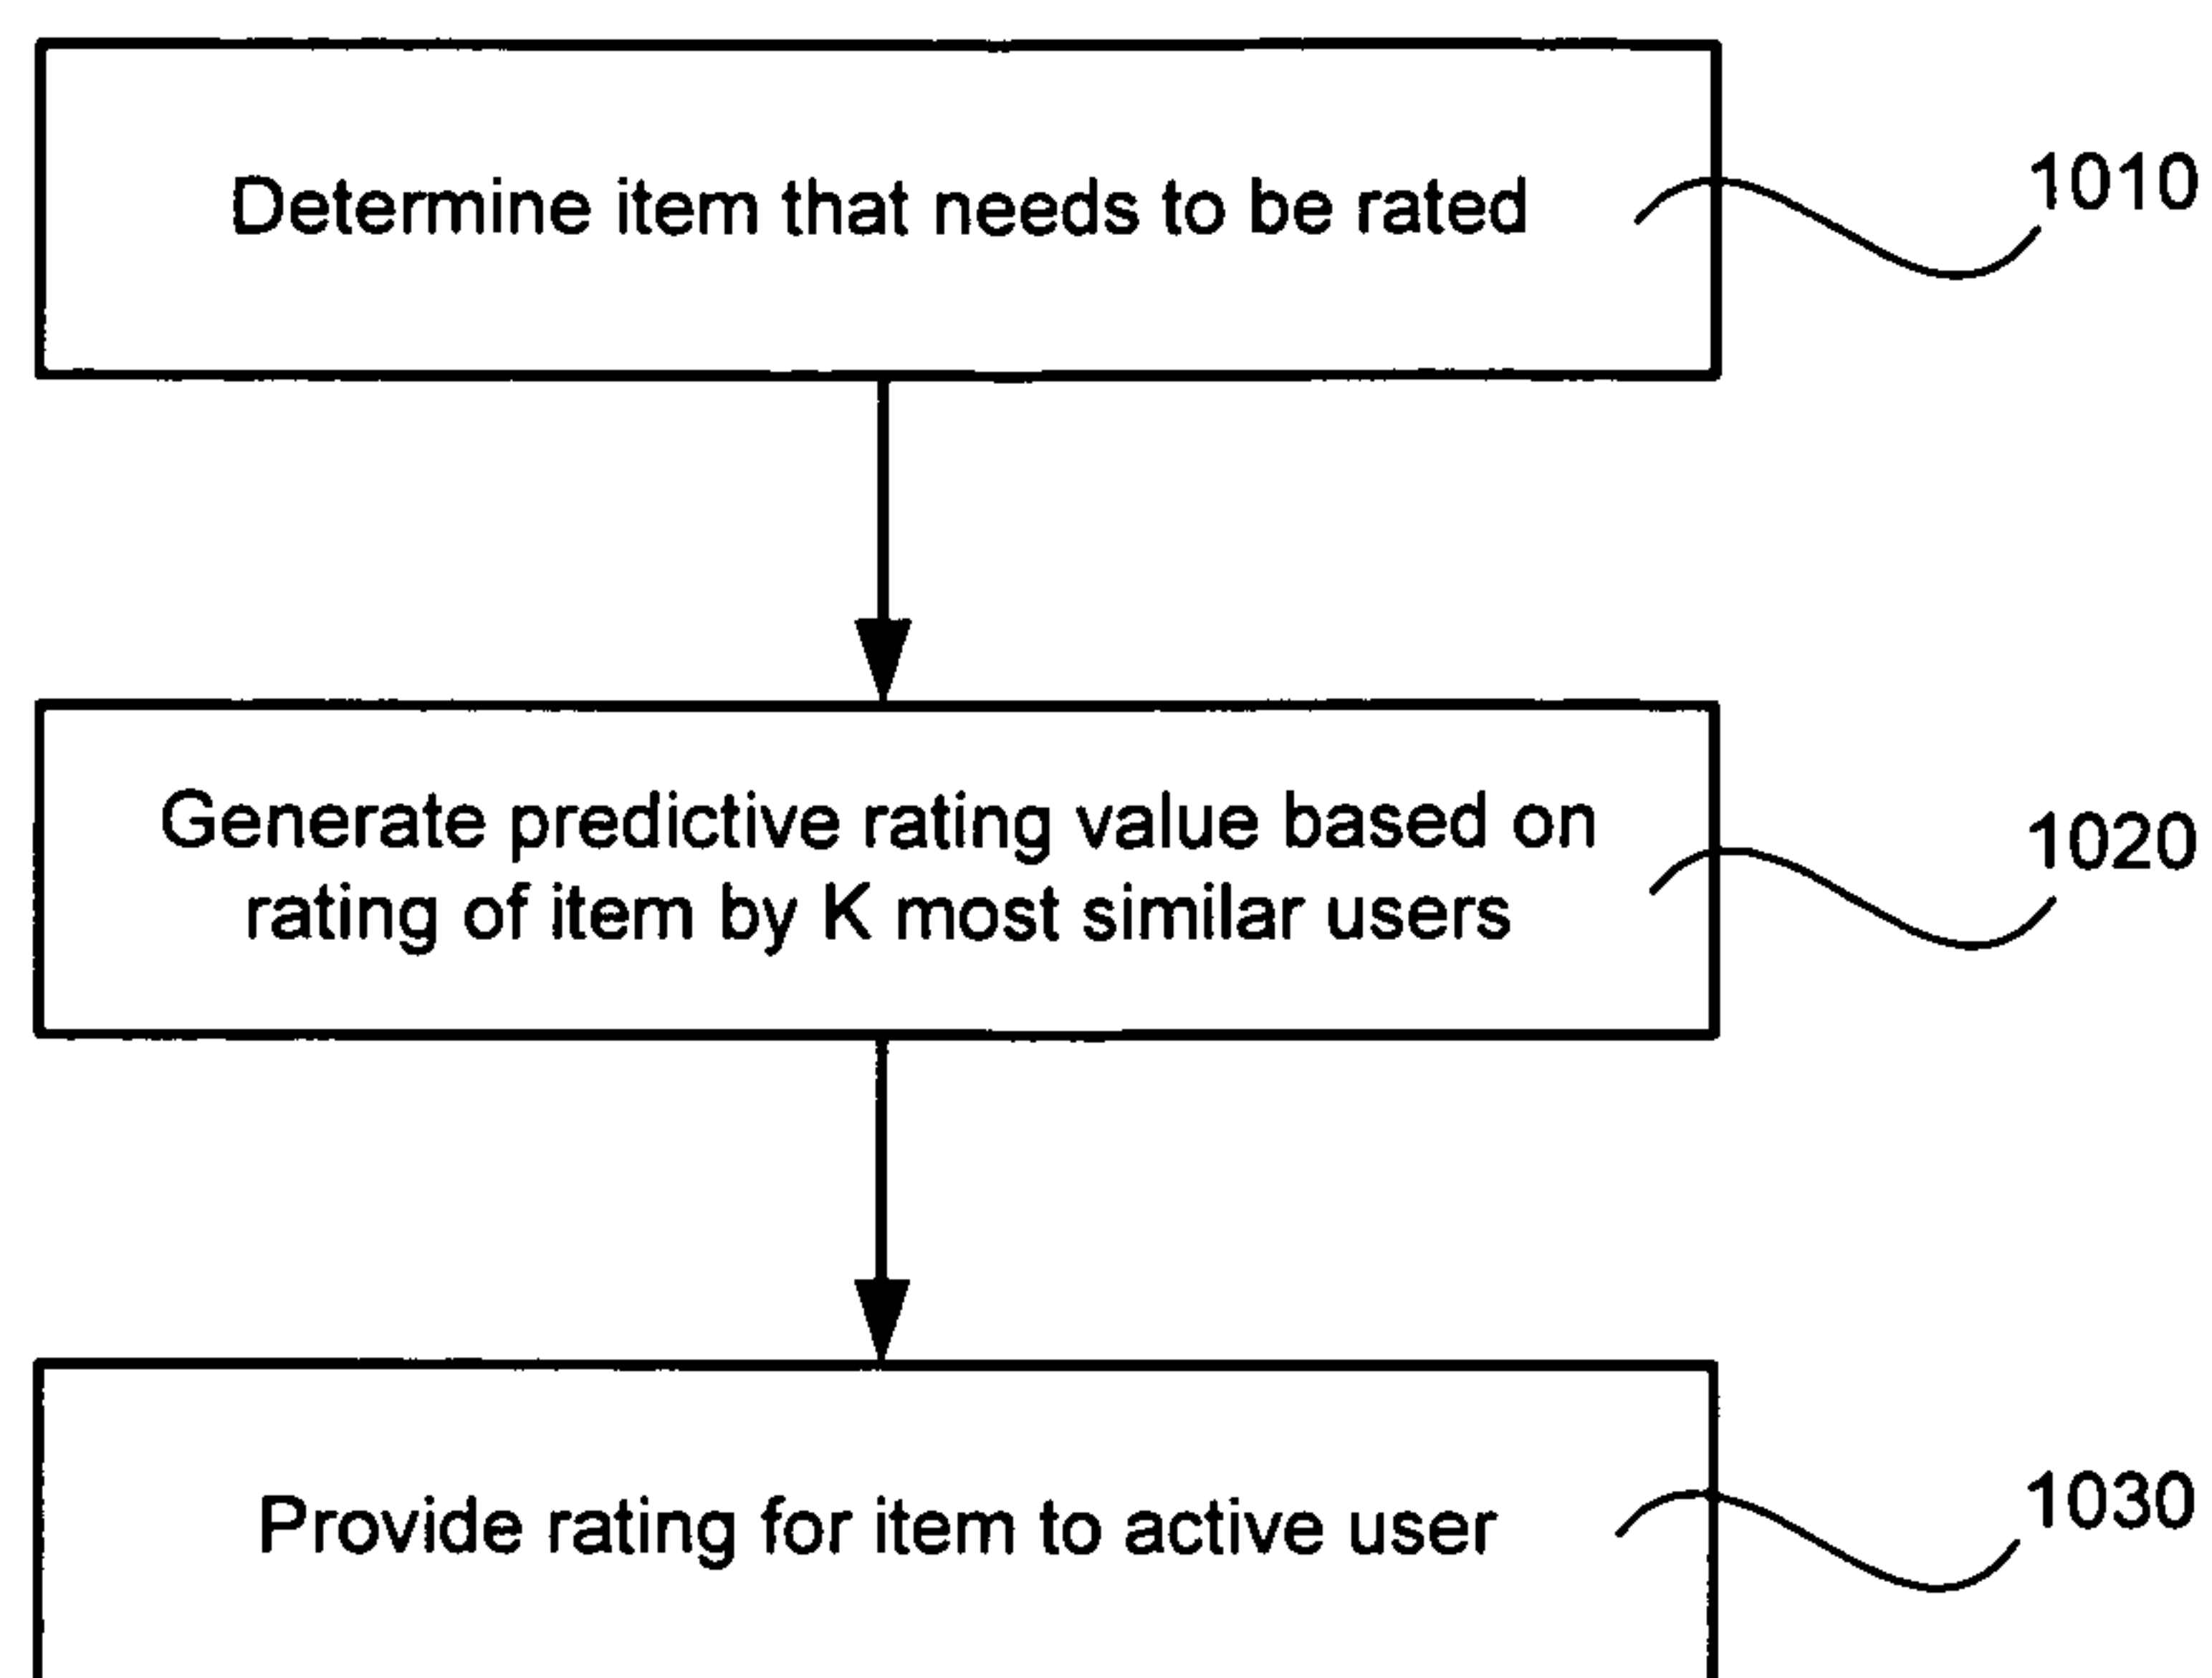 Determine item that needs to be rated
1010
Generate predictive rating value based on
rating of item by K most similar users
1020
Provide rating for item to active user
1030